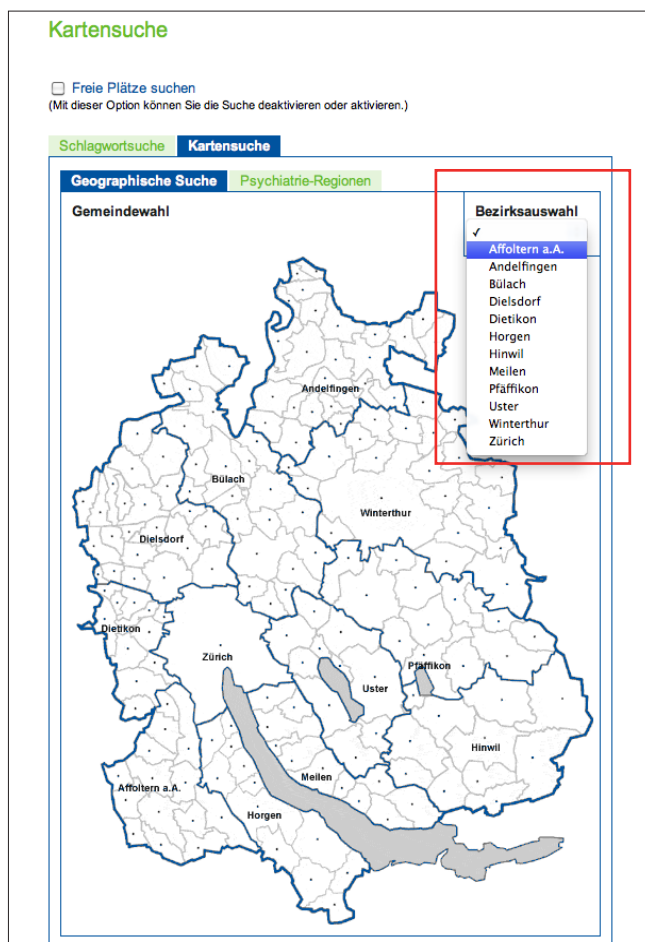 Kartensuche
Freie Plätze suchen
(Mit dieser Option können Sie die Suche deaktivieren oder aktivieren.)
Schlagwortsuche Kartensuche
Geographische Suche Psychiatrie-Regionen
Gemeindewahl
Bezirksauswahl
✓
Affoltern a.A.
Andelfingen
Bülach
Dielsdorf
Dietikon
Horgen
Hinwil
Meilen
Pfäffikon
Uster
Winterthur
Zürich
Andelfingen
Bülach
Winterthur
Dielsdorf
Dietikon
Zürich
Pfäffikon
Uster
Hinwil
Meilen
Affoltern a.A.
Horgen